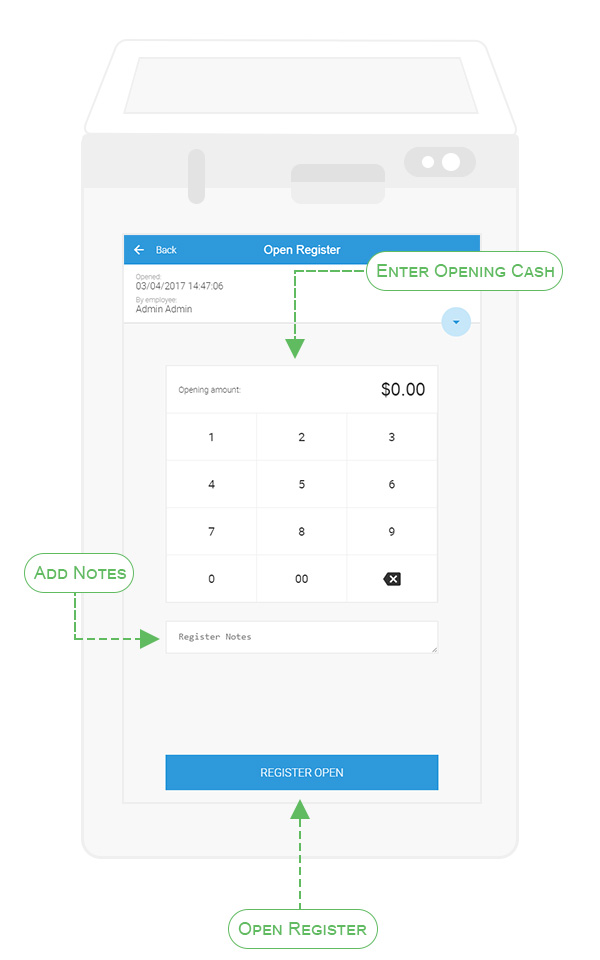 Back
Open Register
Enter Opening Cash
Opened:
03/04/2017 14:47:06
By employee:
Admin Admin
Opening amount:
$0.00
1 2 3
4 5 6
7 8 9
0 00
Add Notes
Register Notes
REGISTER OPEN
Open Register